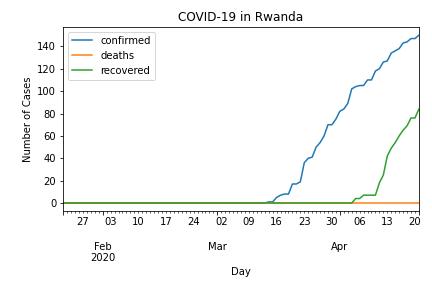 COVID-19 in Rwanda
confirmed
deaths
recovered
Number of Cases
140
120
100
80
60
40
20
0
27 03 10 17 24 02 09 16 23 30 06 13 20
Feb Mar Apr
2020
Day